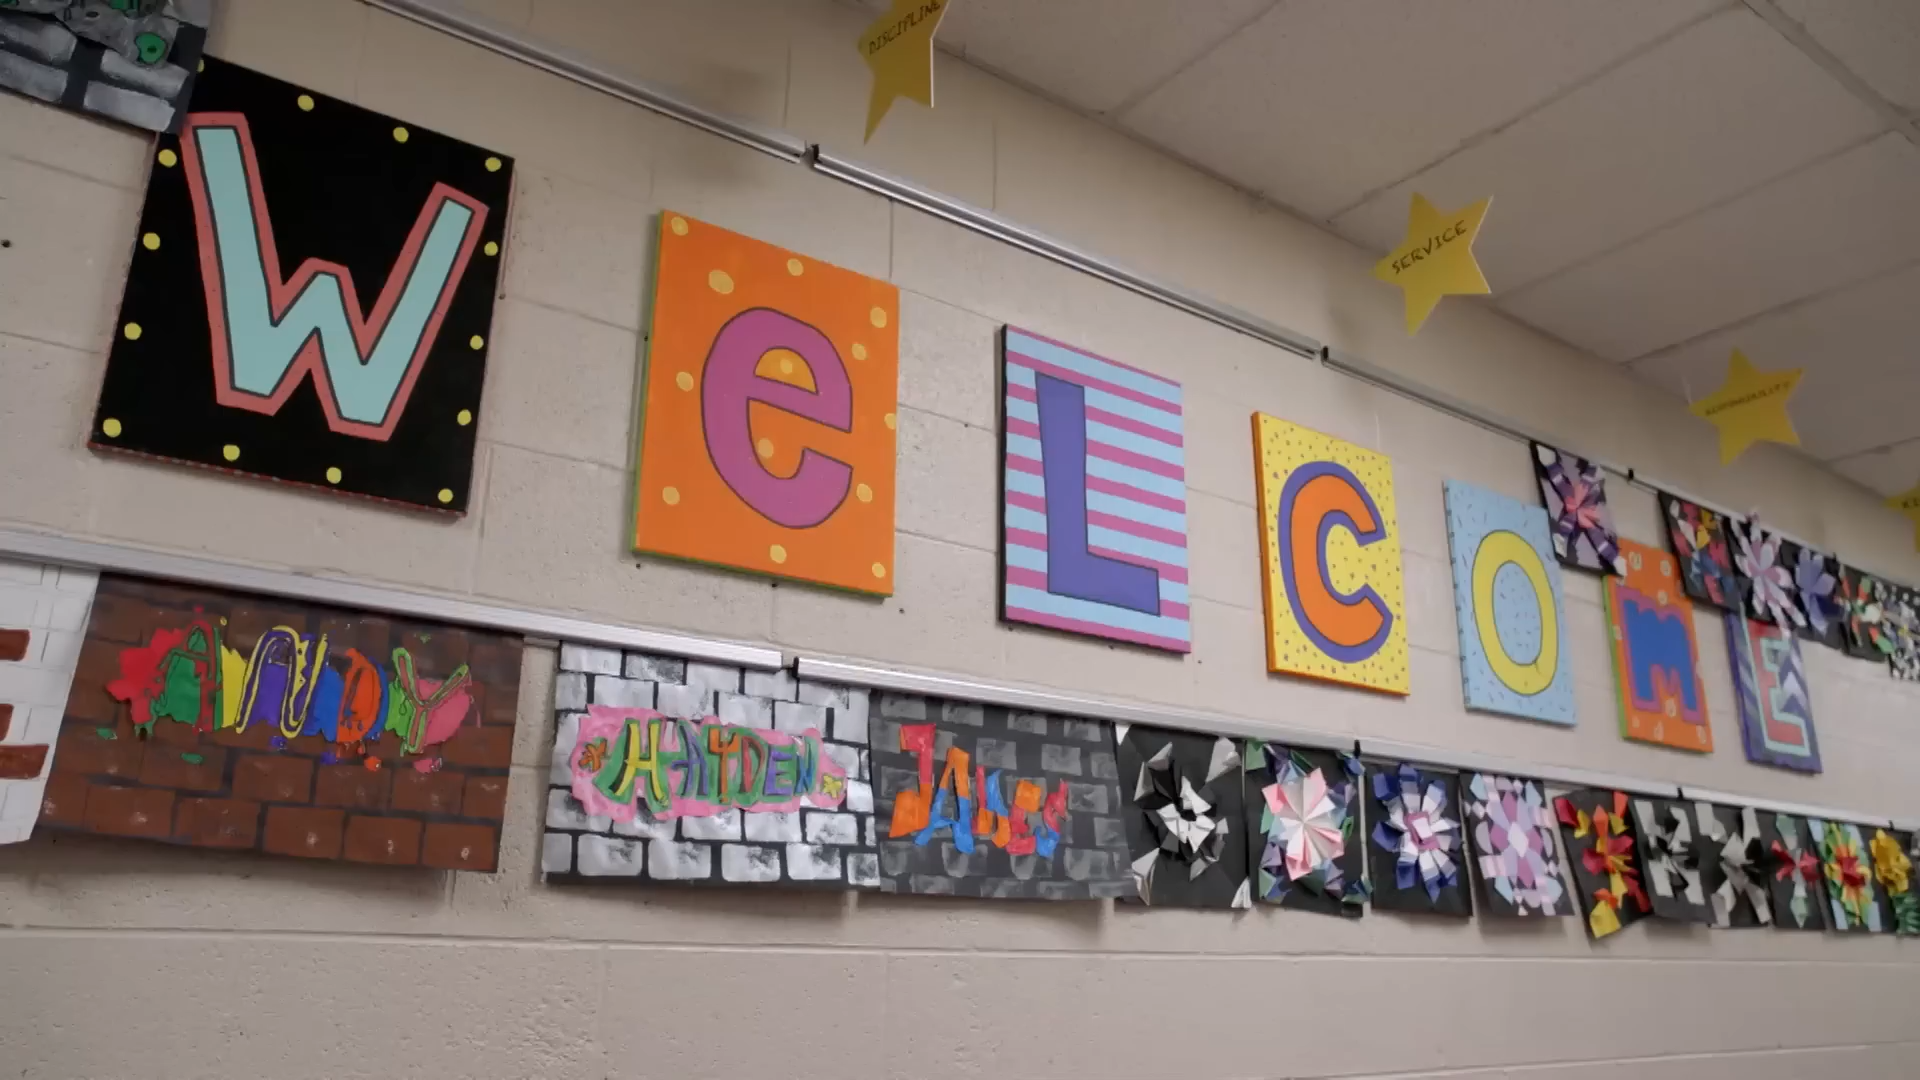 DISCIPLINE
SERVICE
WeLCOmE
ANDY
HAYDEN
JAMES